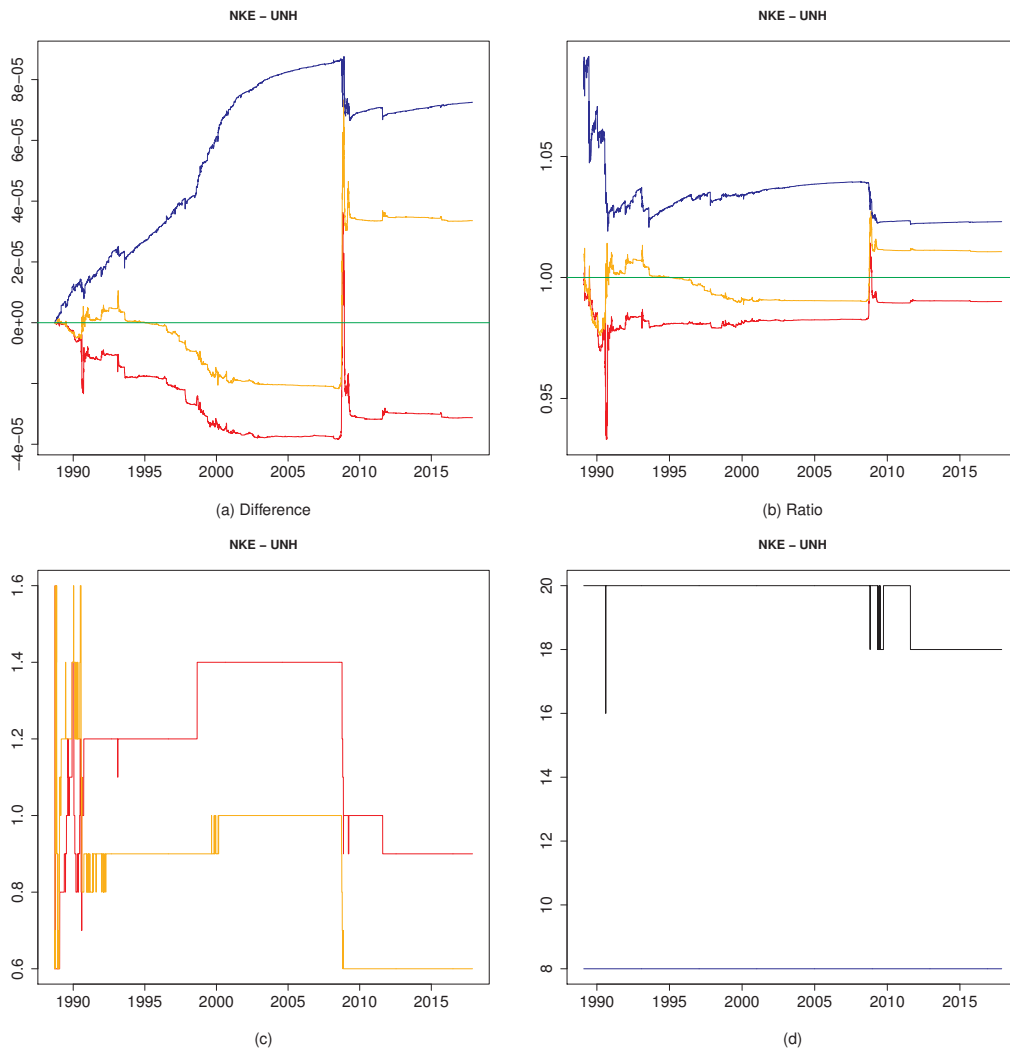 NKE − UNH
8e−05
6e−05
4e−05
2e−05
0e+00
−4e−05
1990 1995 2000 2005 2010 2015
(a) Difference
NKE − UNH
1.05
1.00
0.95
1990 1995 2000 2005 2010 2015
(b) Ratio
NKE − UNH
1.6
1.4
1.2
1.0
0.8
0.6
1990 1995 2000 2005 2010 2015
(c)
NKE − UNH
20
18
16
14
12
10
8
1990 1995 2000 2005 2010 2015
(d)